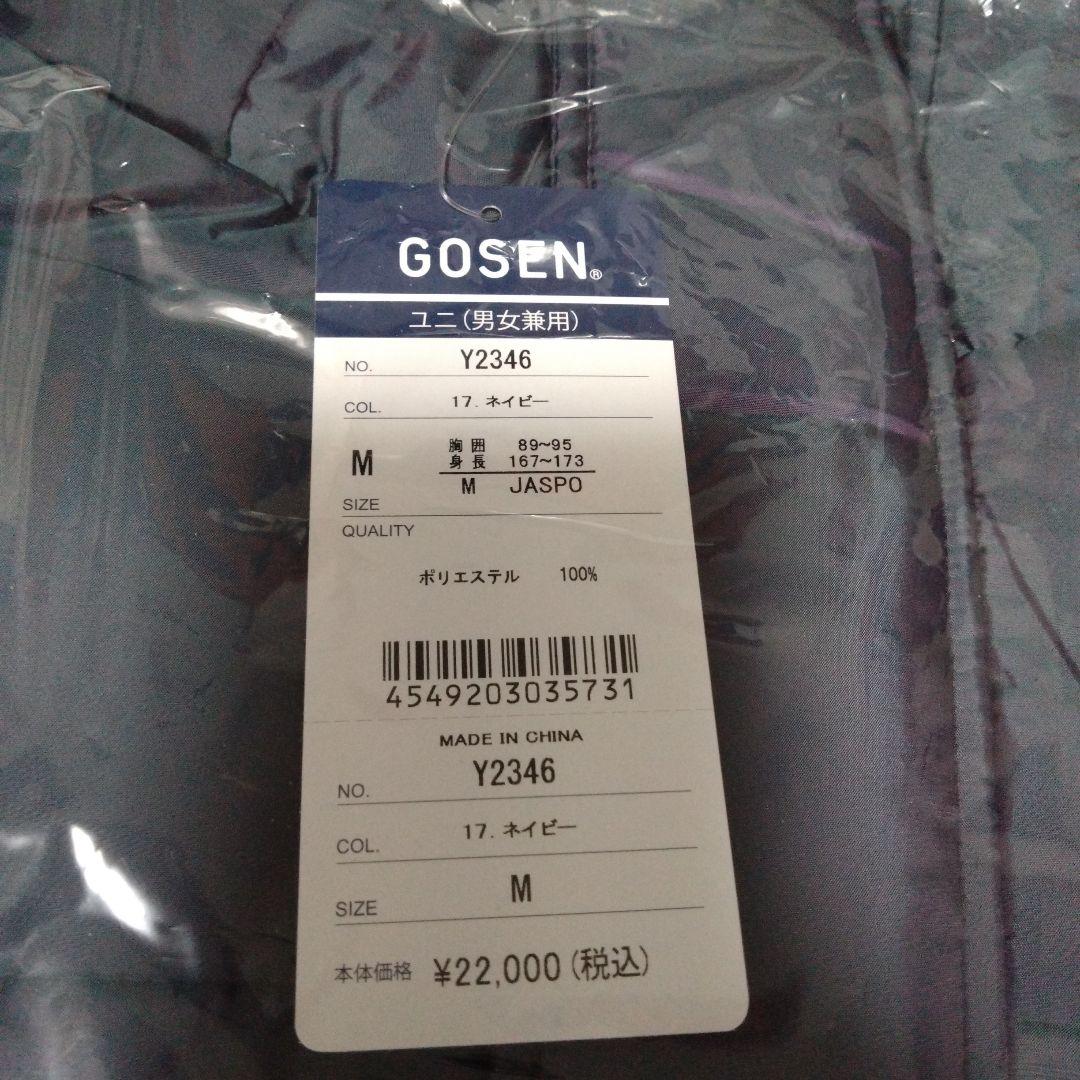 GOSEN®
ユニ(男女兼用)
NO. Y2346
COL. 17. ネイビー
胸囲 89~95
M 身長 167~173
M JASPO
SIZE
QUALITY
ポリエステル 100%
4549203035731
MADE IN CHINA
NO. Y2346
COL. 17. ネイビー
SIZE M
本体価格 ¥22,000(税込)